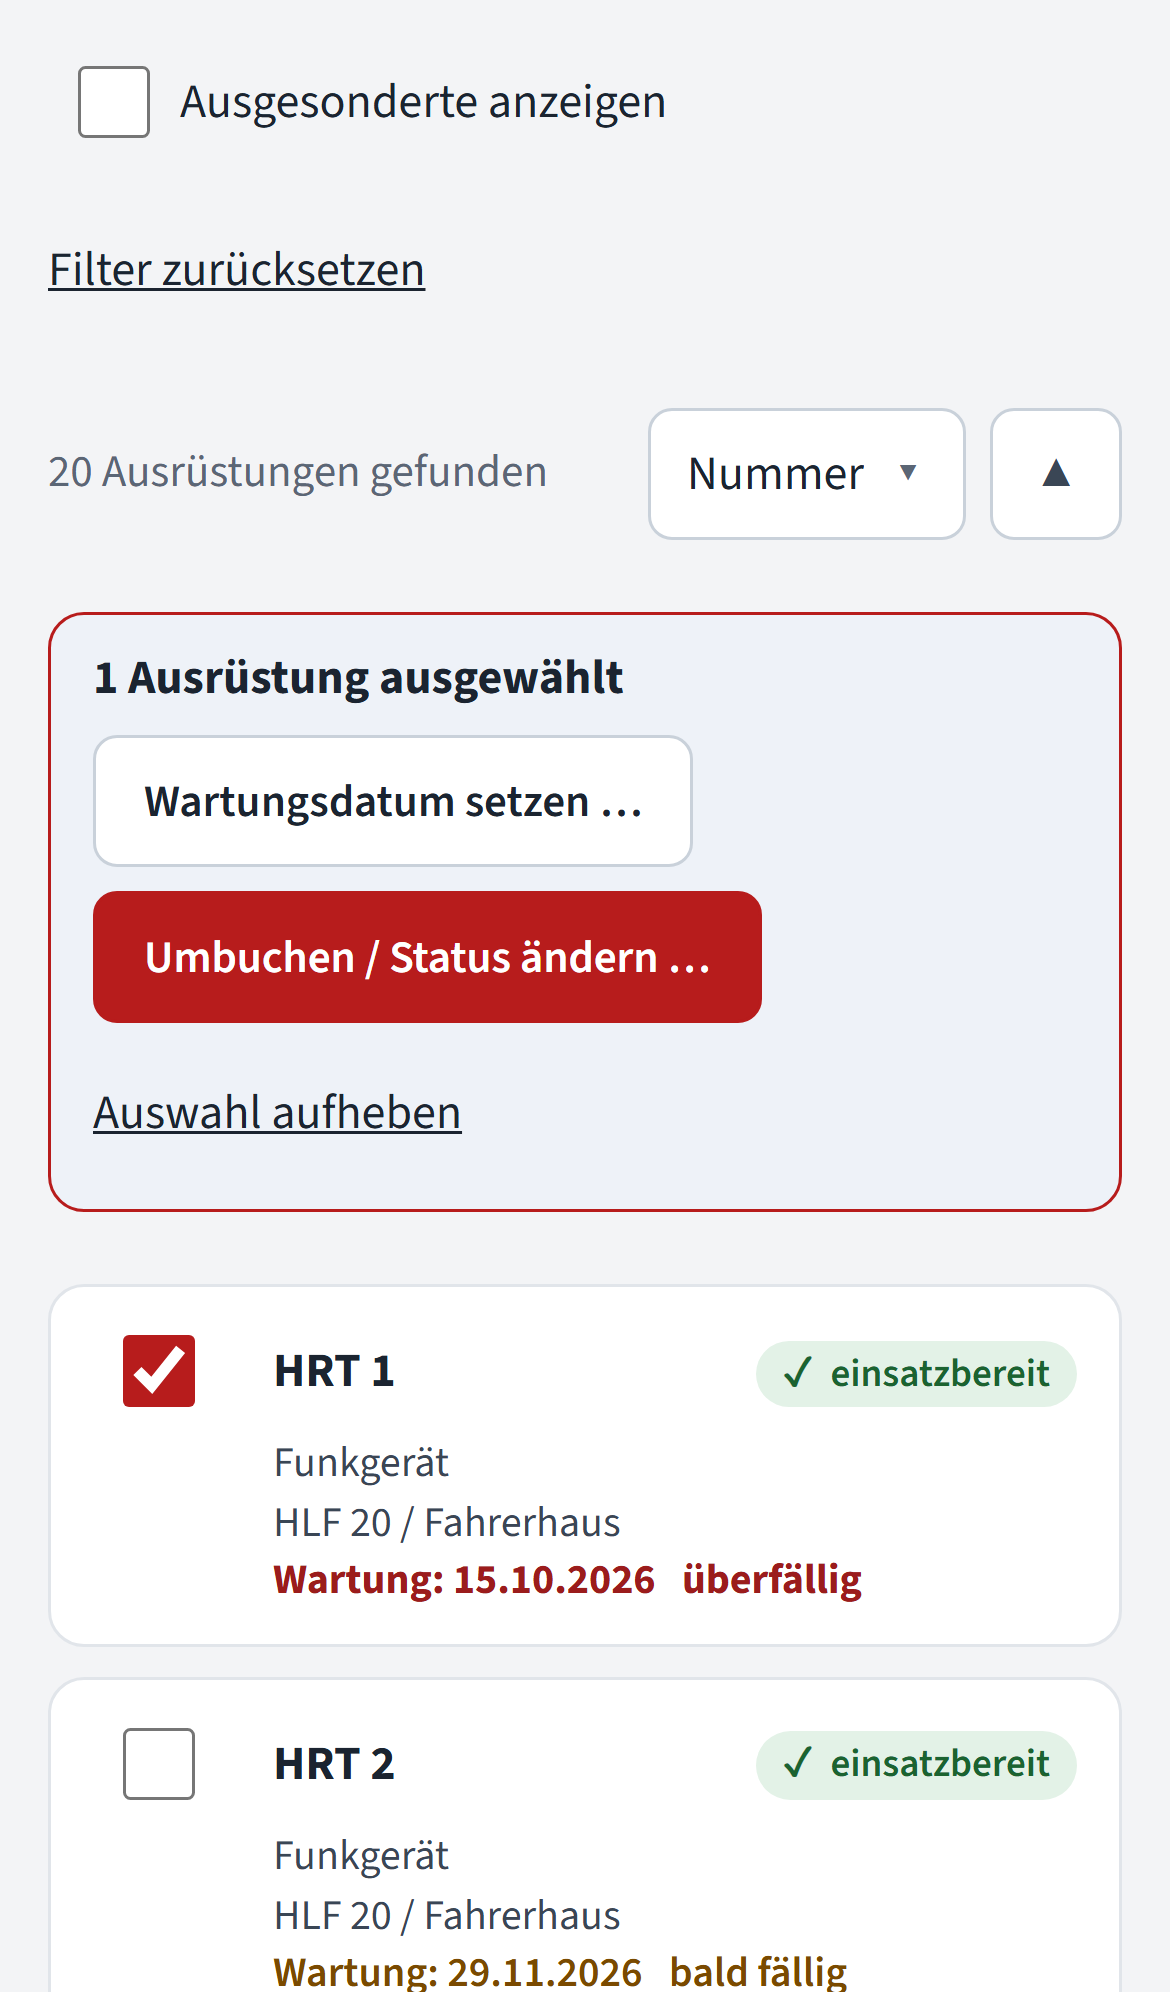 Ausgesonderte anzeigen
Filter zurücksetzen
20 Ausrüstungen gefunden
Nummer ▼
▲
1 Ausrüstung ausgewählt
Wartungsdatum setzen …
Umbuchen / Status ändern …
Auswahl aufheben
HRT 1
✓ einsatzbereit
Funkgerät
HLF 20 / Fahrerhaus
Wartung: 15.10.2026 überfällig
HRT 2
✓ einsatzbereit
Funkgerät
HLF 20 / Fahrerhaus
Wartung: 29.11.2026 bald fällig